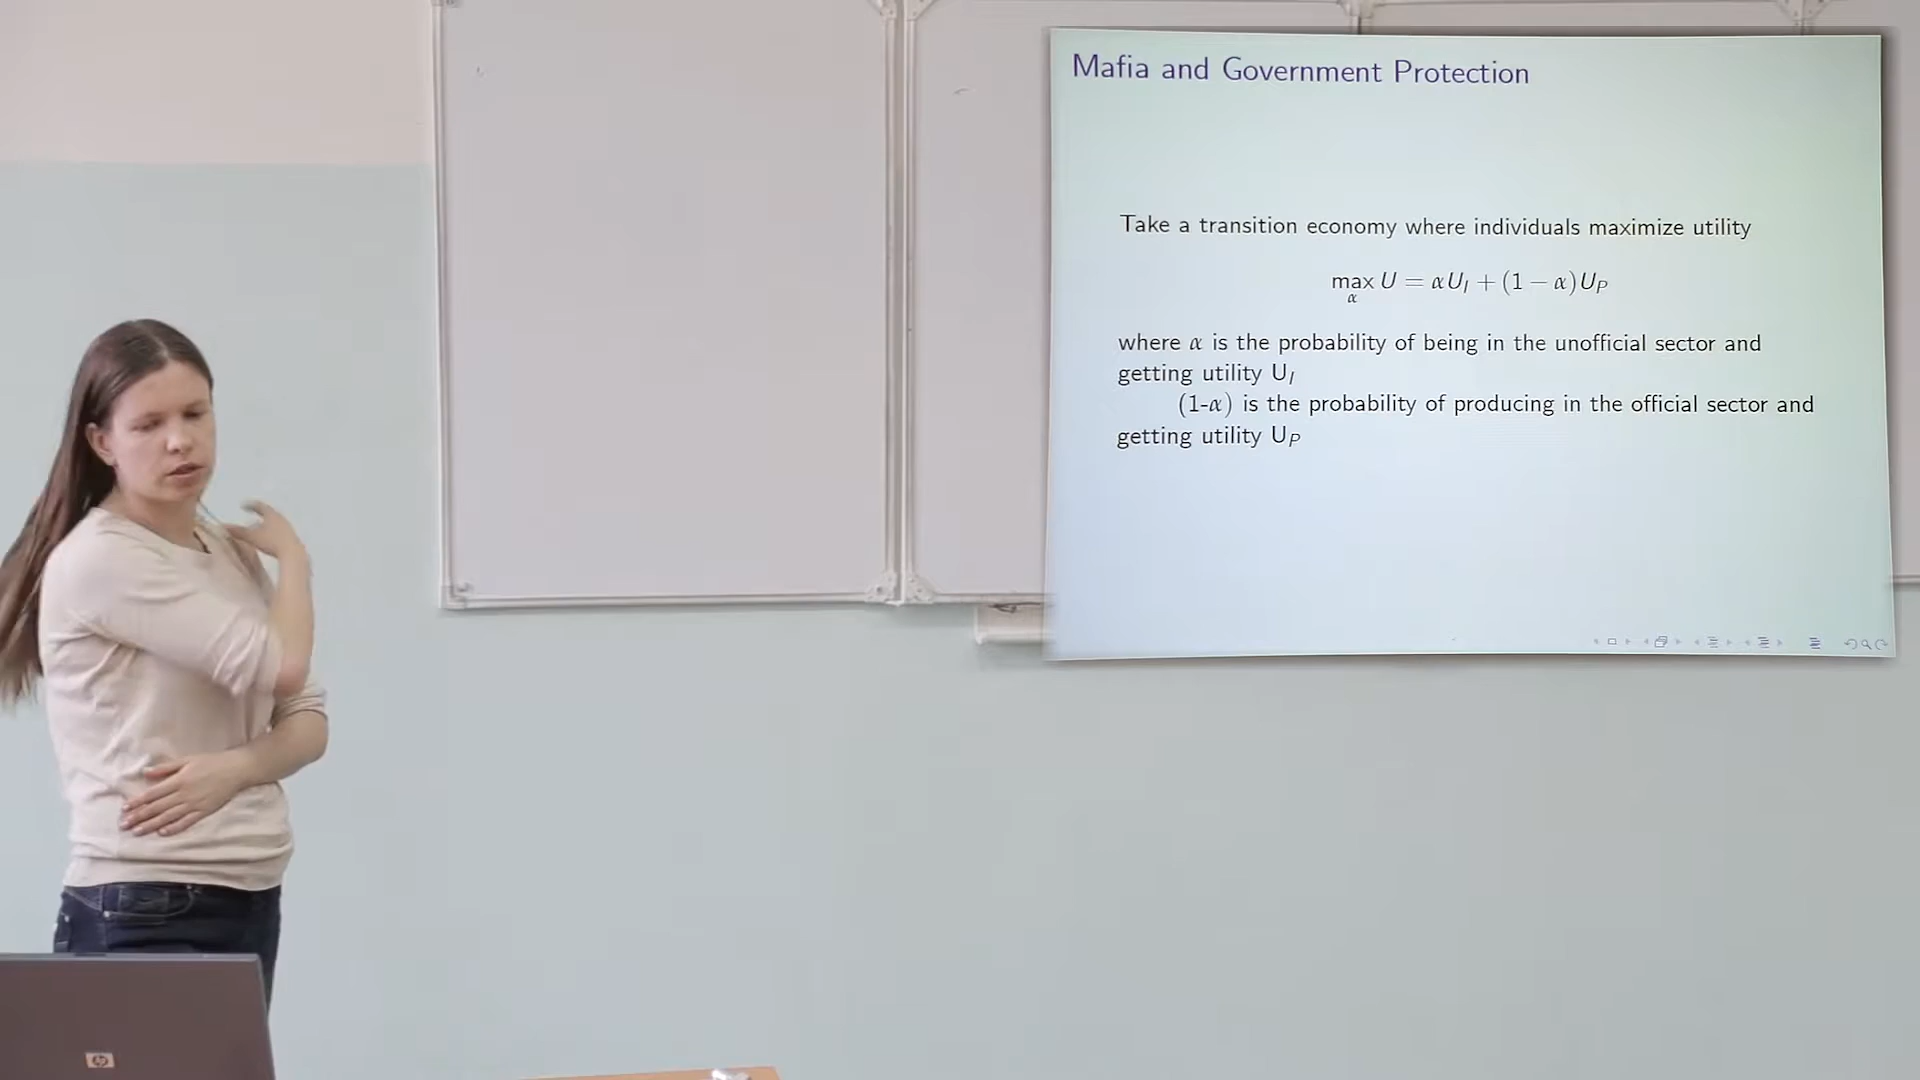 Mafia and Government Protection
Take a transition economy where individuals maximize utility
max U = αU_I + (1 − α)U_P
α
where α is the probability of being in the unofficial sector and
getting utility U_I
(1-α) is the probability of producing in the official sector and
getting utility U_P
hp